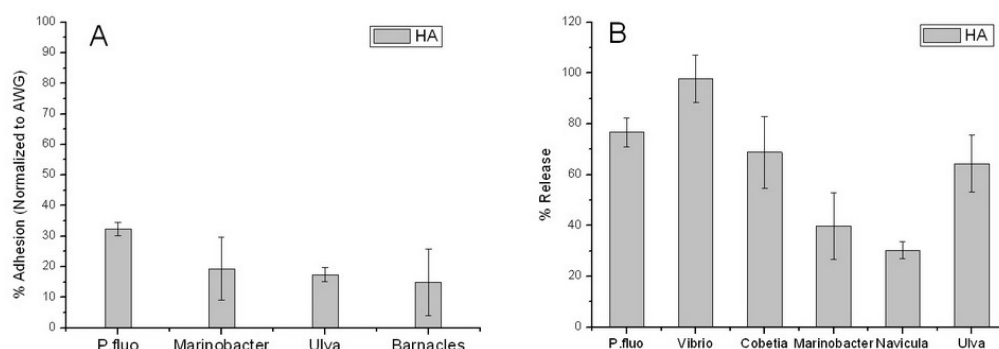 A
HA
% Adhesion (Normalized to AWG)
100
90
80
70
60
50
40
30
20
10
0
P.fluo Marinobacter Ulva Barnacles
B
HA
% Release
120
100
80
60
40
20
0
P.fluo Vibrio Cobetia Marinobacter Navicula Ulva